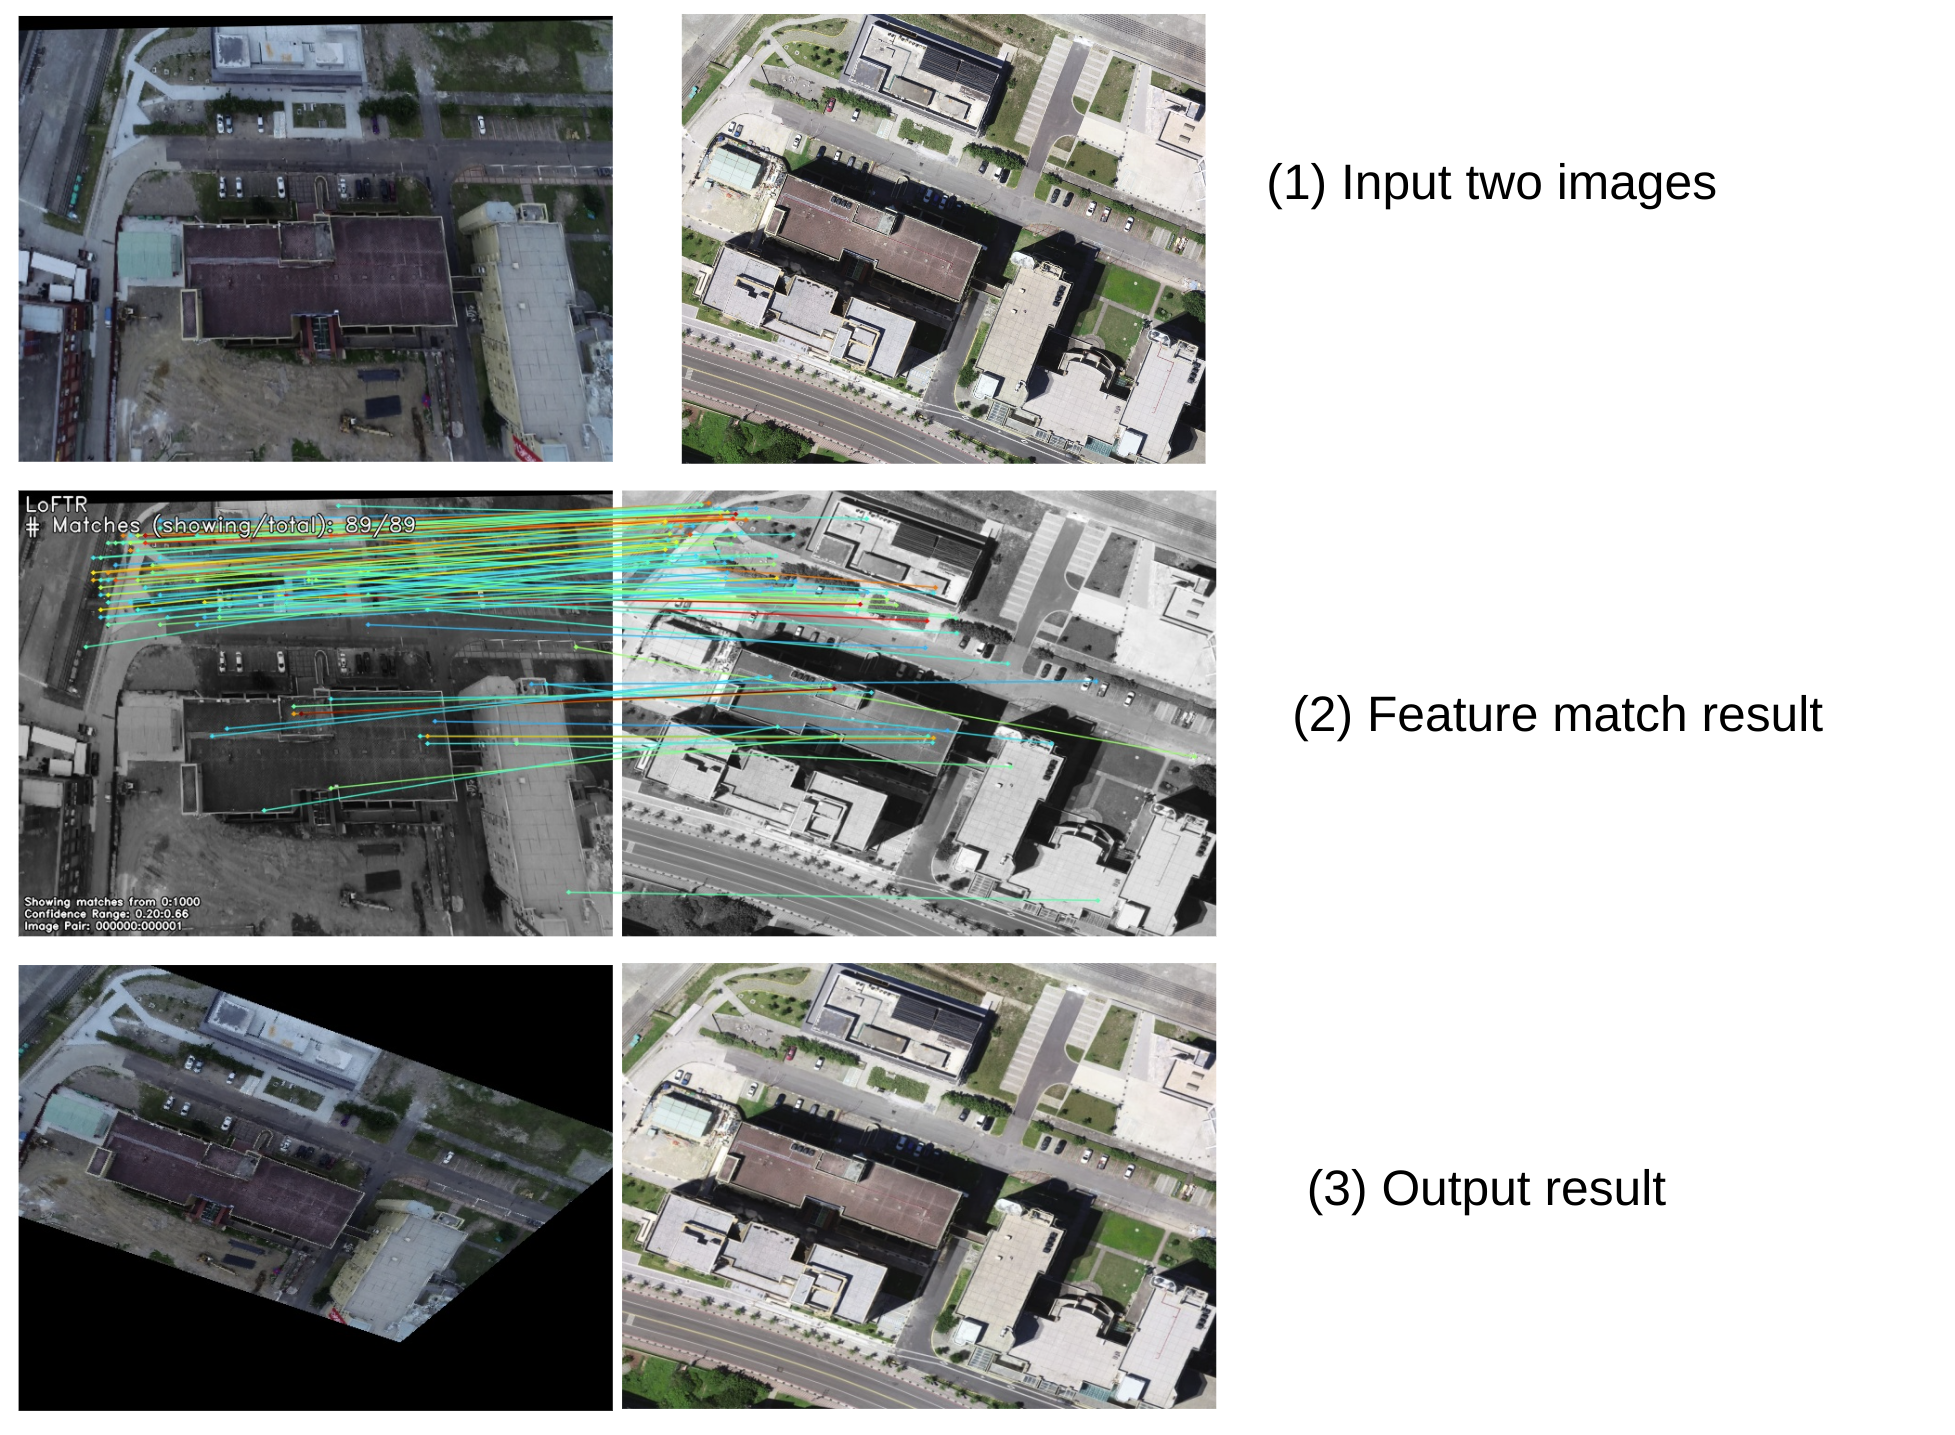 (1) Input two images
LoFTR
# Matches (showing/total): 89/89
(2) Feature match result
Showing matches from 0:1000
Confidence Range: 0.20:0.66
Image Pair: 000000:000001
(3) Output result